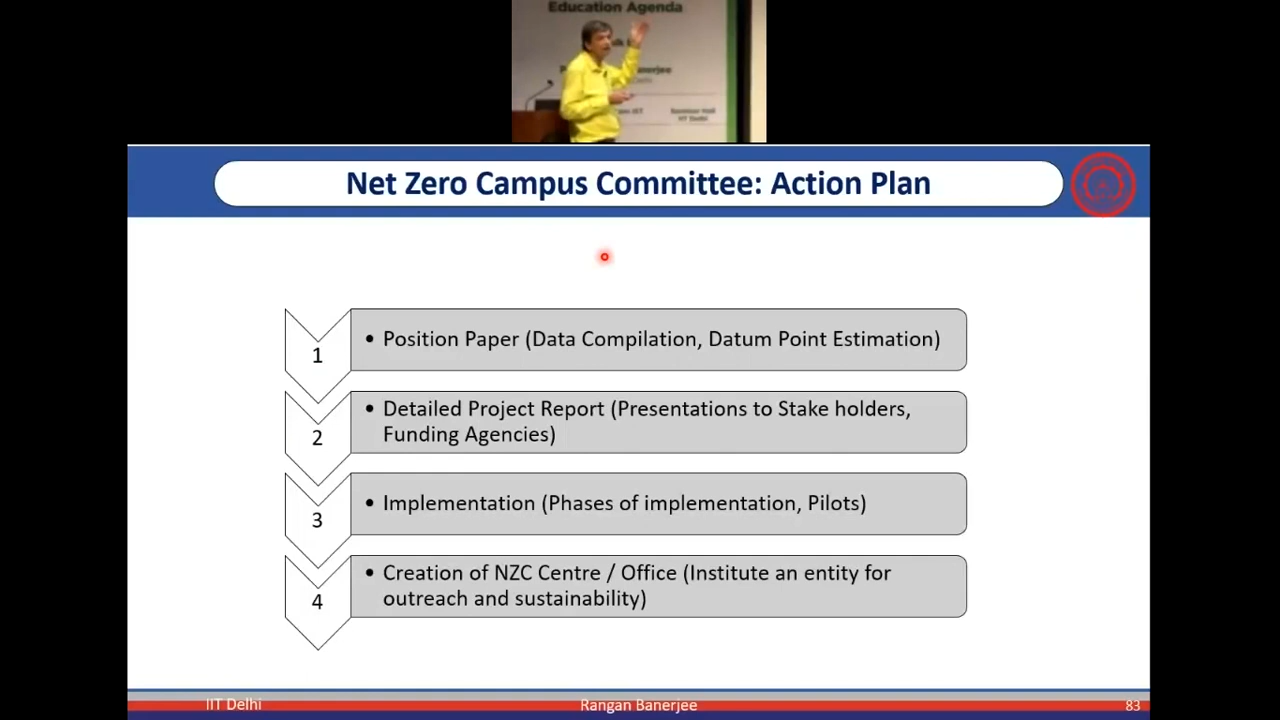 Education Agenda
Net Zero Campus Committee: Action Plan
1
• Position Paper (Data Compilation, Datum Point Estimation)
2
• Detailed Project Report (Presentations to Stake holders,
Funding Agencies)
3
• Implementation (Phases of implementation, Pilots)
4
• Creation of NZC Centre / Office (Institute an entity for
outreach and sustainability)
IIT Delhi
Rangan Banerjee
83